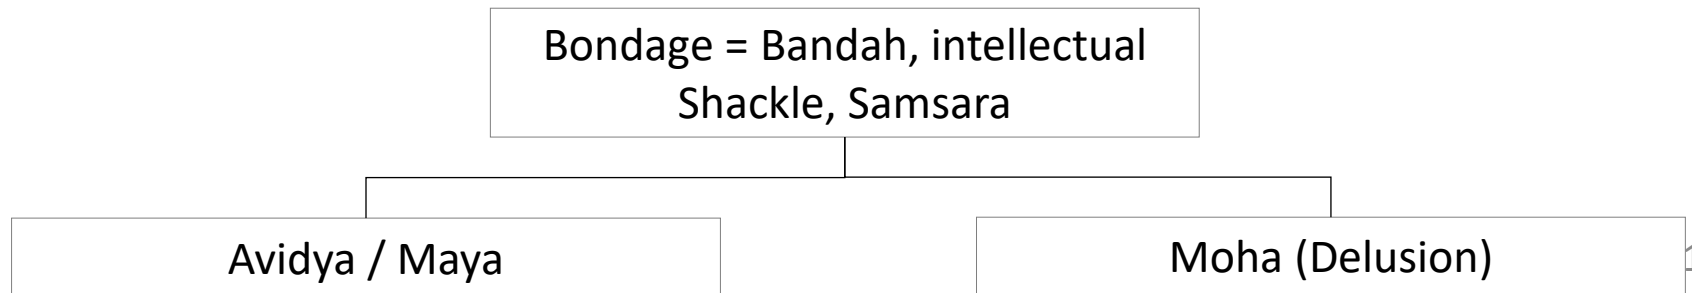 Bondage = Bandah, intellectual
Shackle, Samsara
Avidya / Maya
Moha (Delusion)